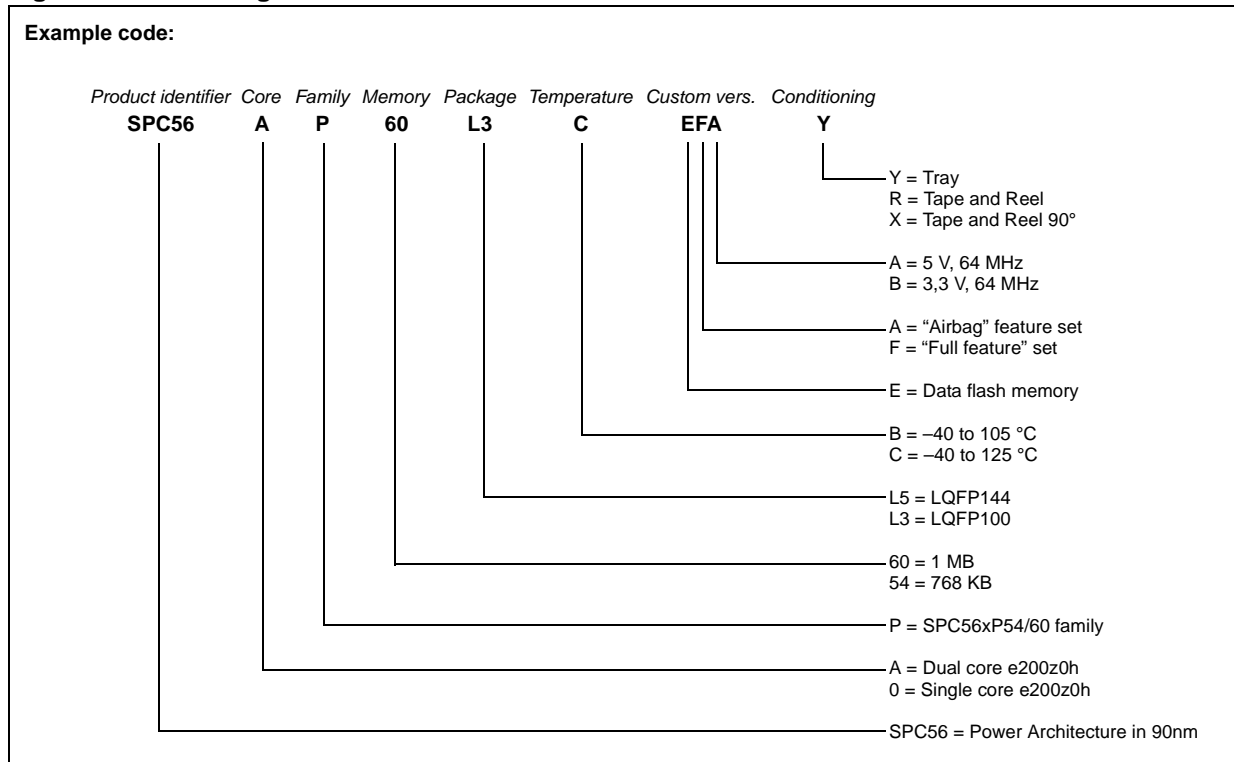 Example code:
Product identifier Core Family Memory Package Temperature Custom vers. Conditioning
SPC56 A P 60 L3 C EFA Y
Y = Tray
R = Tape and Reel
X = Tape and Reel 90°
A = 5 V, 64 MHz
B = 3,3 V, 64 MHz
A = “Airbag” feature set
F = “Full feature” set
E = Data flash memory
B = –40 to 105 °C
C = –40 to 125 °C
L5 = LQFP144
L3 = LQFP100
60 = 1 MB
54 = 768 KB
P = SPC56xP54/60 family
A = Dual core e200z0h
0 = Single core e200z0h
SPC56 = Power Architecture in 90nm